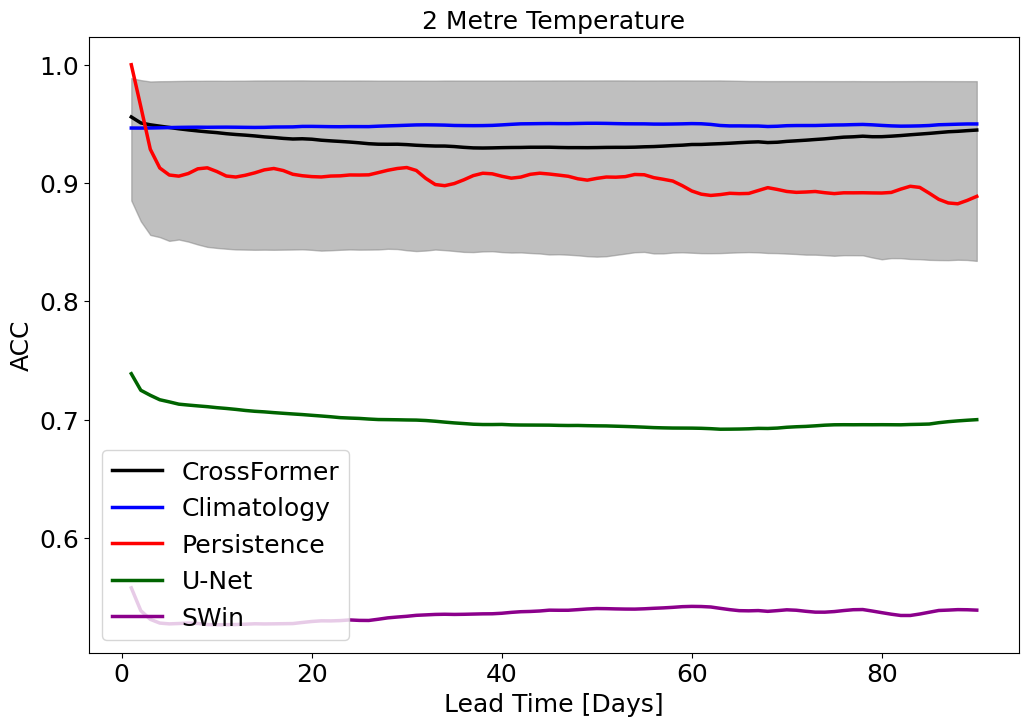 2 Metre Temperature
ACC
1.0
0.9
0.8
0.7
0.6
CrossFormer
Climatology
Persistence
U-Net
SWin
0
20
40
60
80
Lead Time [Days]